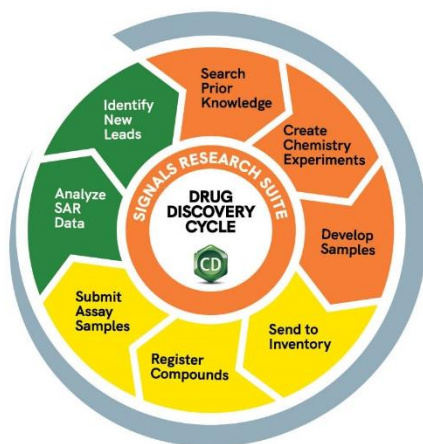 Search
Prior
Knowledge
Create
Chemistry
Experiments
Develop
Samples
Send to
Inventory
Register
Compounds
Submit
Assay
Samples
Analyze
SAR
Data
Identify
New
Leads
SIGNALS RESEARCH SUITE
DRUG
DISCOVERY
CYCLE
CD